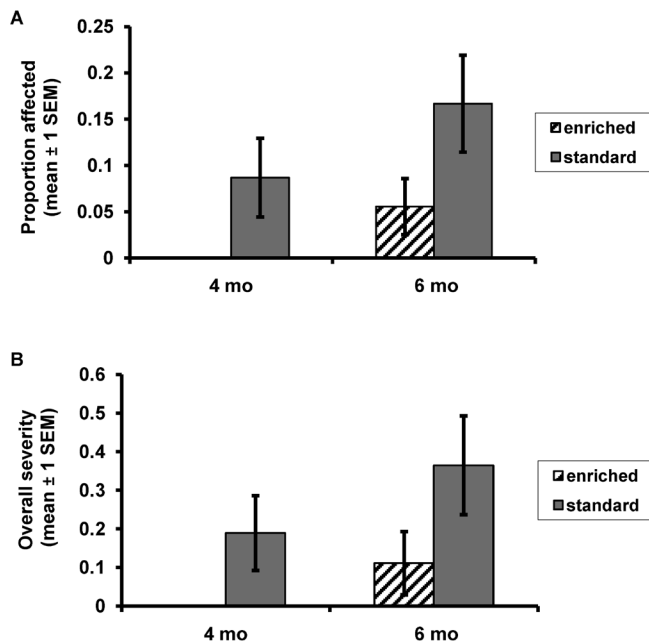 A
Proportion affected
(mean ± 1 SEM)
0.25
0.2
0.15
0.1
0.05
0
4 mo
6 mo
enriched
standard
B
Overall severity
(mean ± 1 SEM)
0.6
0.5
0.4
0.3
0.2
0.1
0
4 mo
6 mo
enriched
standard